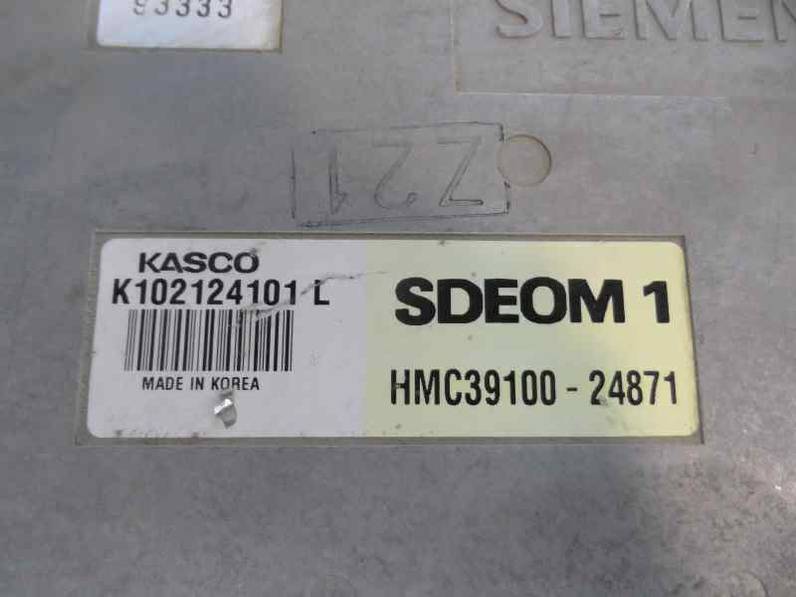 93333
SIEMEN
Z21
KASCO
K102124101 L
MADE IN KOREA
SDEOM 1
HMC39100 - 24871